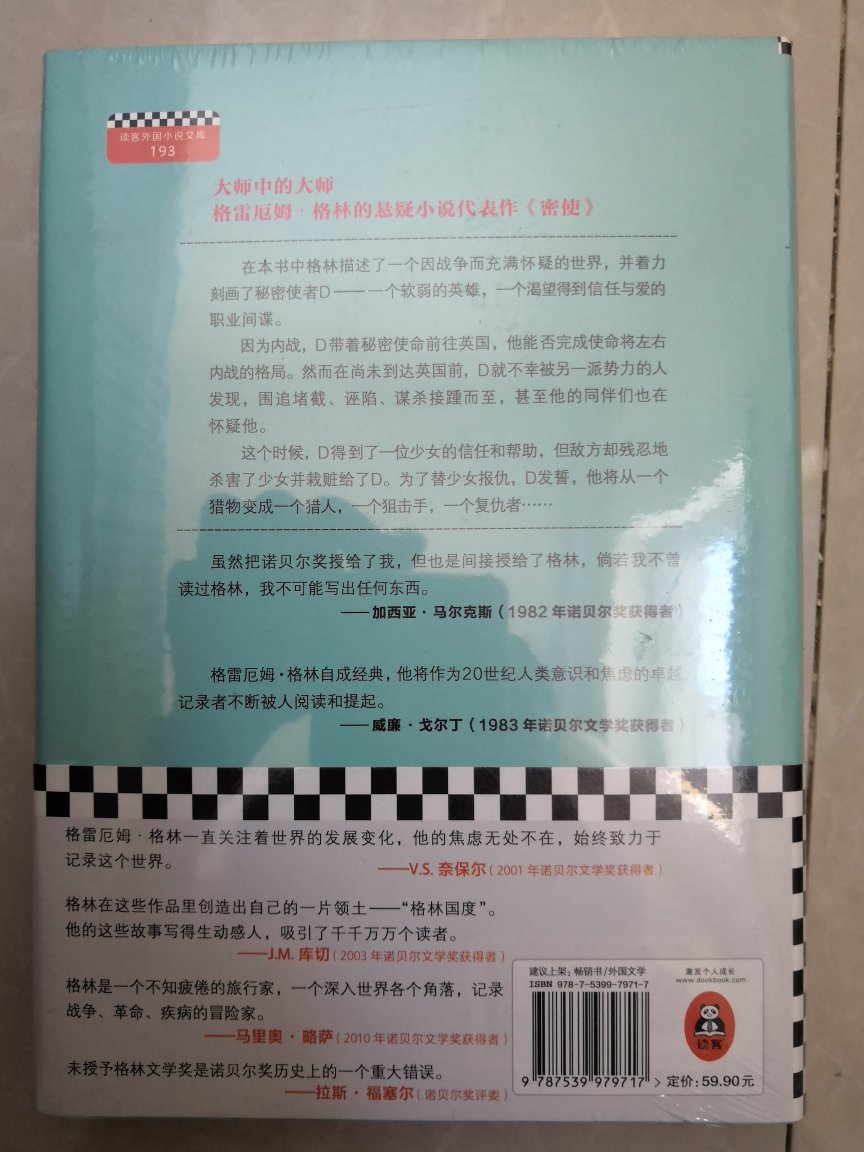 读客外国小说文库
193
大师中的大师
格雷厄姆·格林的悬疑小说代表作《密使》
在本书中格林描述了一个因战争而充满怀疑的世界，并着力
刻画了秘密使者D——一个软弱的英雄，一个渴望得到信任与爱的
职业间谍。
因为内战，D带着秘密使命前往英国，他能否完成使命将左右
内战的格局。然而在尚未到达英国前，D就不幸被另一派势力的人
发现，围追堵截、诬陷、谋杀接踵而至，甚至他的同伴们也在
怀疑他。
这个时候，D得到了一位少女的信任和帮助，但敌方却残忍地
杀害了少女并栽赃给了D。为了替少女报仇，D发誓，他将从一个
猎物变成一个猎人，一个狙击手，一个复仇者……
虽然把诺贝尔奖授给了我，但也是间接授给了格林，倘若我不曾
读过格林，我不可能写出任何东西。
——加西亚·马尔克斯（1982年诺贝尔奖获得者）
格雷厄姆·格林自成经典，他将作为20世纪人类意识和焦虑的卓越
记录者不断被人阅读和提起。
——威廉·戈尔丁（1983年诺贝尔文学奖获得者）
格雷厄姆·格林一直关注着世界的发展变化，他的焦虑无处不在，始终致力于
记录这个世界。
——V.S. 奈保尔（2001年诺贝尔文学奖获得者）
格林在这些作品里创造出自己的一片领土——“格林国度”。
他的这些故事写得生动感人，吸引了千千万万个读者。
——J.M. 库切（2003年诺贝尔文学奖获得者）
格林是一个不知疲倦的旅行家，一个深入世界各个角落，记录
战争、革命、疾病的冒险家。
——马里奥·略萨（2010年诺贝尔文学奖获得者）
未授予格林文学奖是诺贝尔奖历史上的一个重大错误。
——拉斯·福塞尔（诺贝尔奖评委）
建议上架：畅销书/外国文学
ISBN 978-7-5399-7971-7
9 787539 979717 >
激发个人成长
www.dookbook.com
读客
定价：59.90元